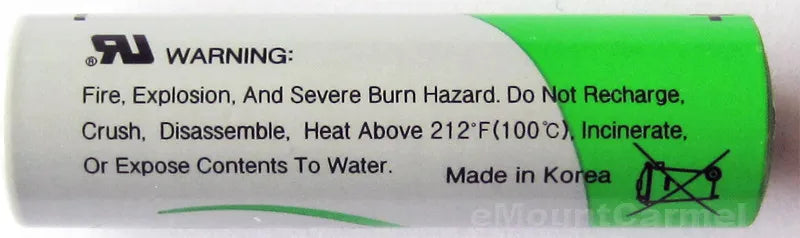 ® RU WARNING:
Fire, Explosion, And Severe Burn Hazard. Do Not Recharge,
Crush, Disassemble, Heat Above 212°F(100℃), Incinerate,
Or Expose Contents To Water.
Made in Korea
eMountCarmel